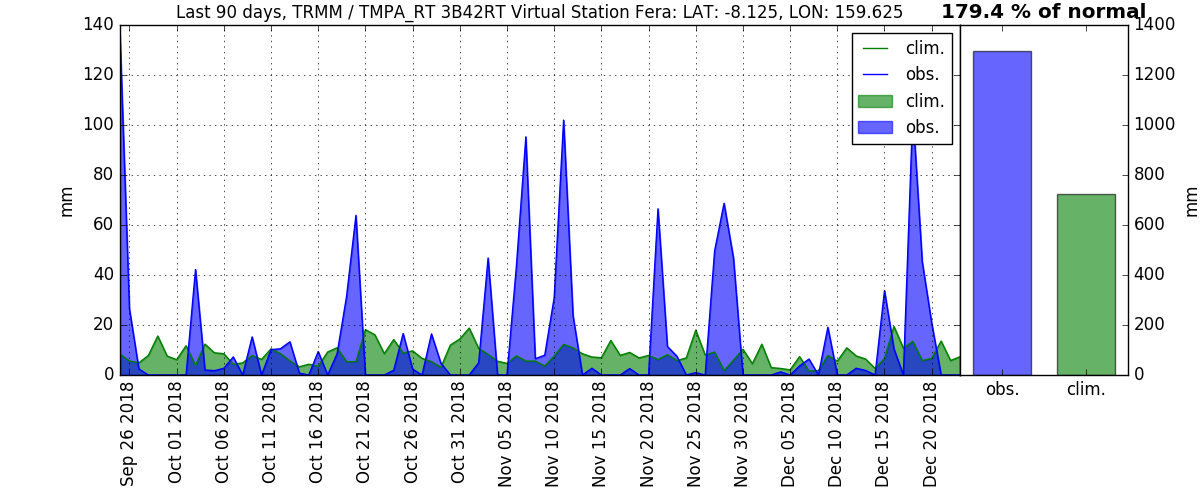 Last 90 days, TRMM / TMPA_RT 3B42RT Virtual Station Fera: LAT: -8.125, LON: 159.625
179.4 % of normal
mm
140
120
100
80
60
40
20
0
clim.
obs.
clim.
obs.
Sep 26 2018
Oct 01 2018
Oct 06 2018
Oct 11 2018
Oct 16 2018
Oct 21 2018
Oct 26 2018
Oct 31 2018
Nov 05 2018
Nov 10 2018
Nov 15 2018
Nov 20 2018
Nov 25 2018
Nov 30 2018
Dec 05 2018
Dec 10 2018
Dec 15 2018
Dec 20 2018
obs.
clim.
1400
1200
1000
800
600
400
200
0
mm